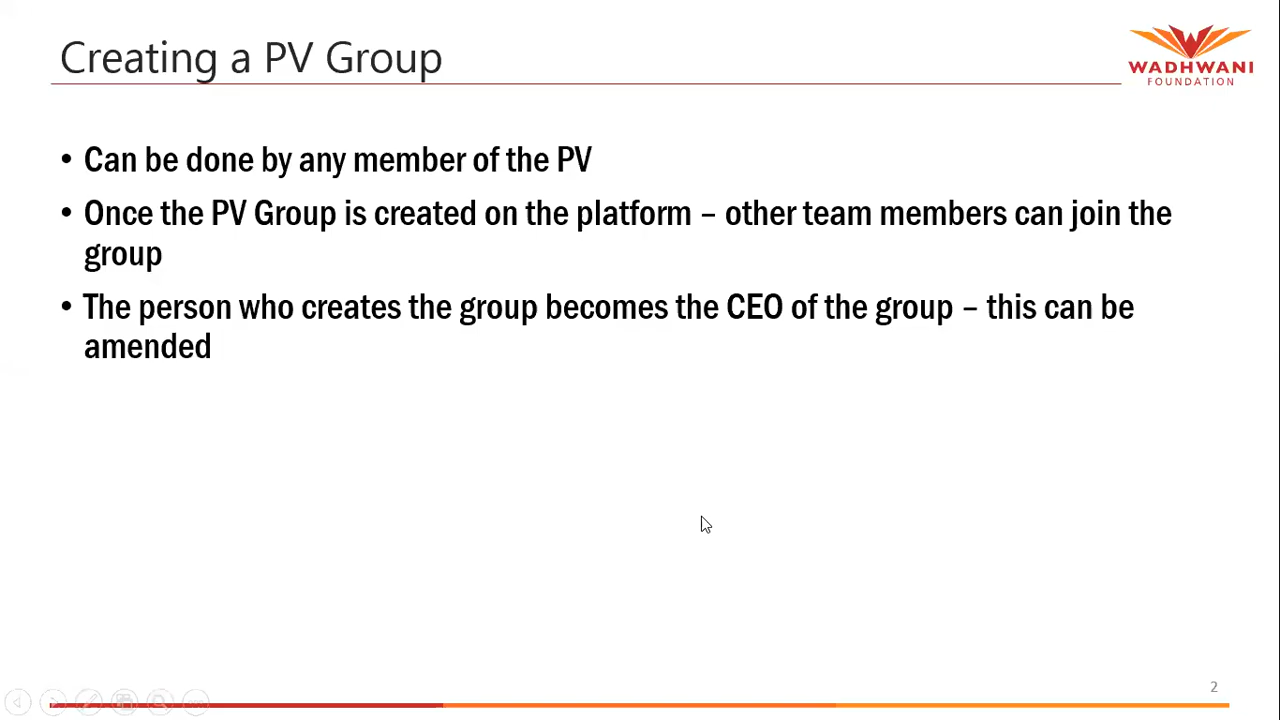 Creating a PV Group
WADHWANI
FOUNDATION
• Can be done by any member of the PV
• Once the PV Group is created on the platform – other team members can join the
group
• The person who creates the group becomes the CEO of the group – this can be
amended
2